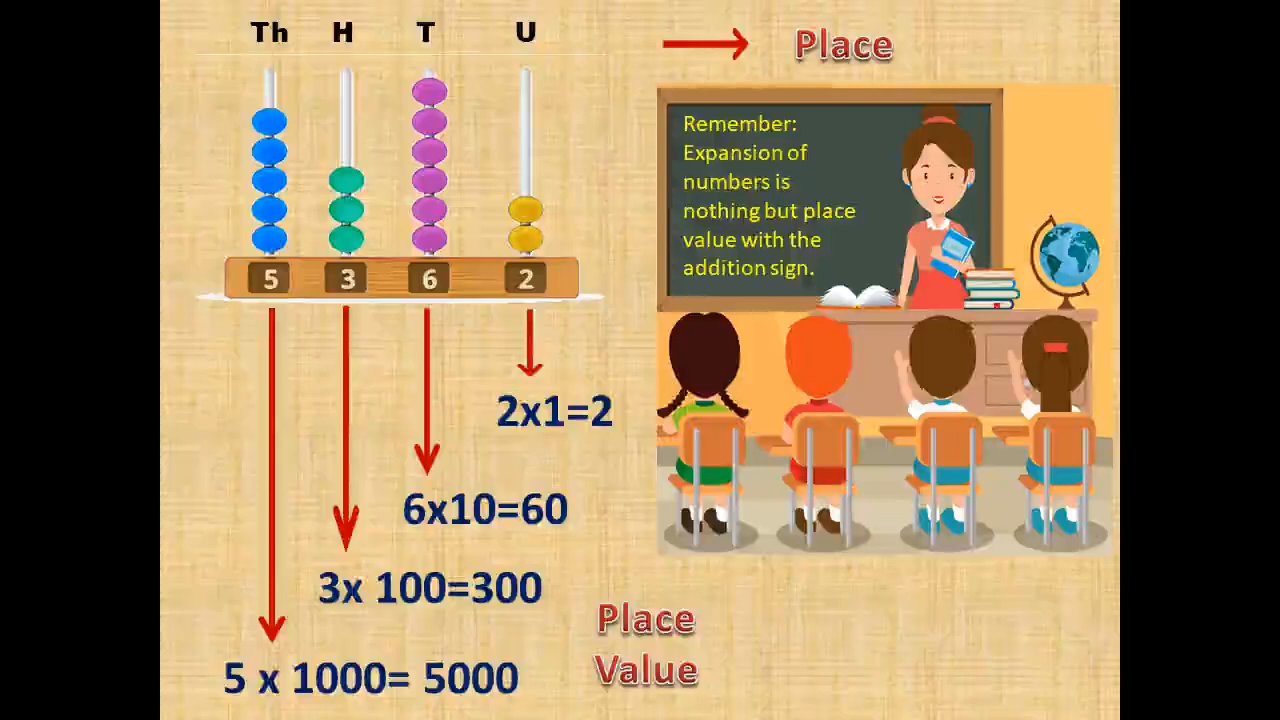 Th H T U
Place
Remember:
Expansion of
numbers is
nothing but place
value with the
addition sign.
5 3 6 2
2x1=2
6x10=60
3x 100=300
5 x 1000= 5000
Place
Value